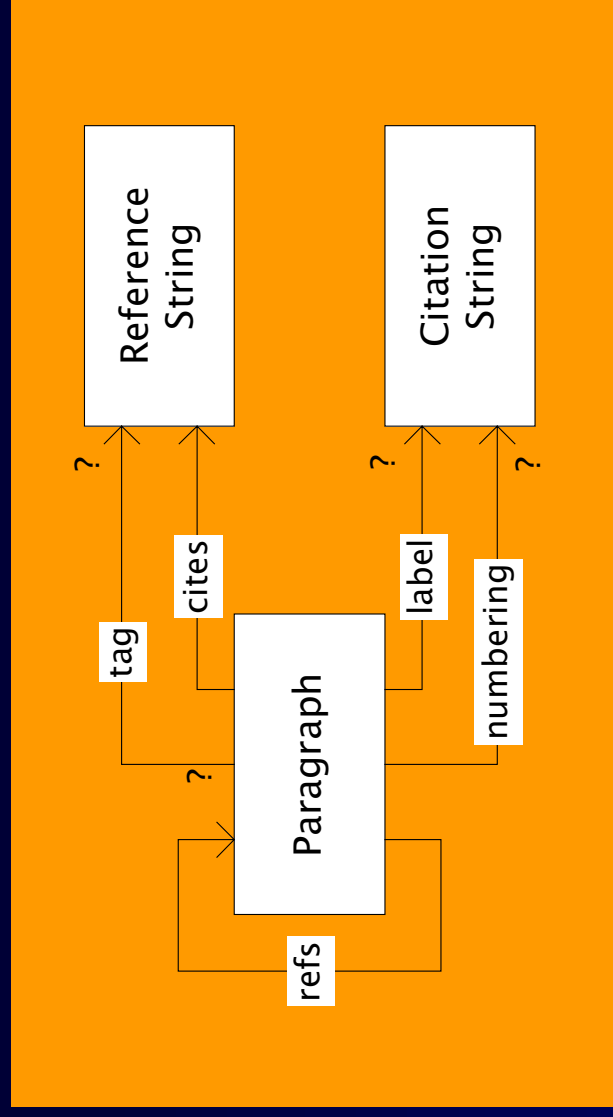 ?
tag
Reference
String
cites
?
refs
Paragraph
?
label
Citation
String
numbering
?